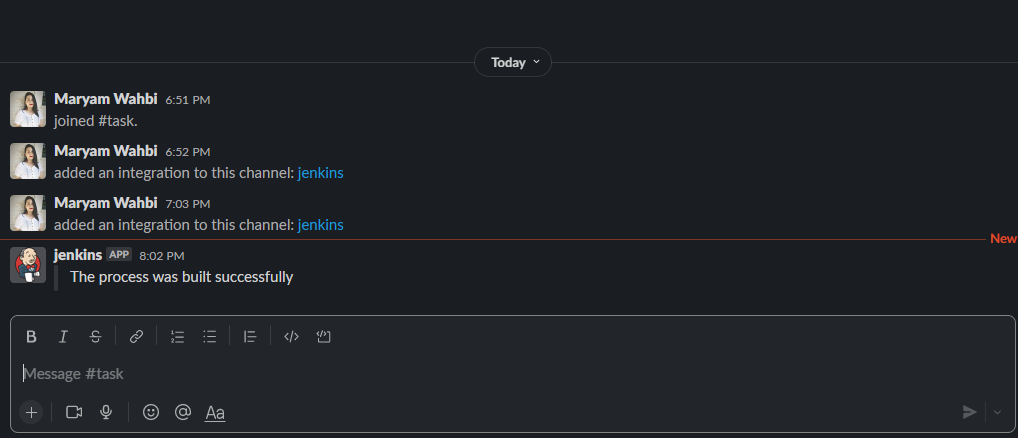 Today
Maryam Wahbi 6:51 PM
joined #task.
Maryam Wahbi 6:52 PM
added an integration to this channel: jenkins
Maryam Wahbi 7:03 PM
added an integration to this channel: jenkins
New
jenkins APP 8:02 PM
The process was built successfully
B I S
Message #task
Aa